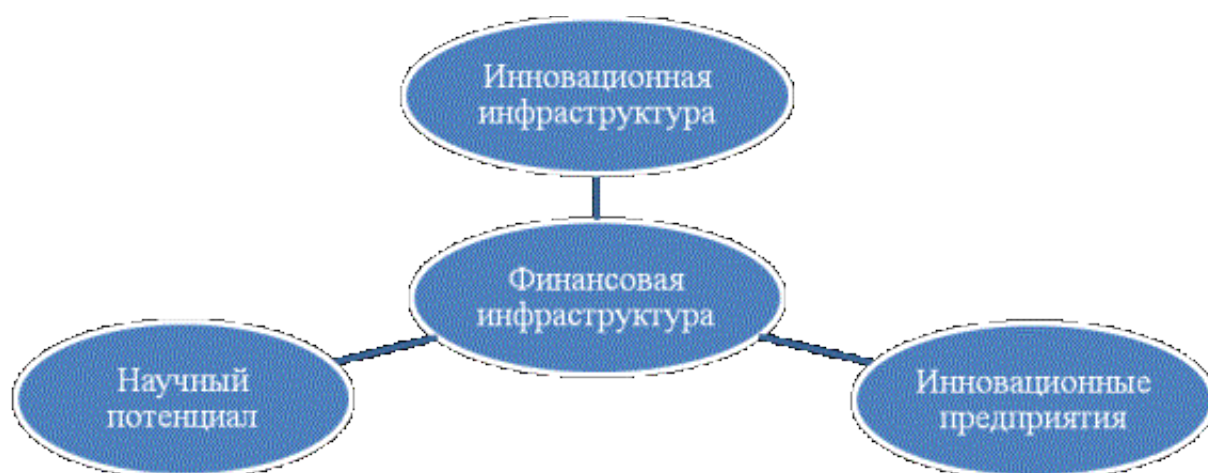 Инновационная
инфраструктура
Финансовая
инфраструктура
Научный
потенциал
Инновационные
предприятия